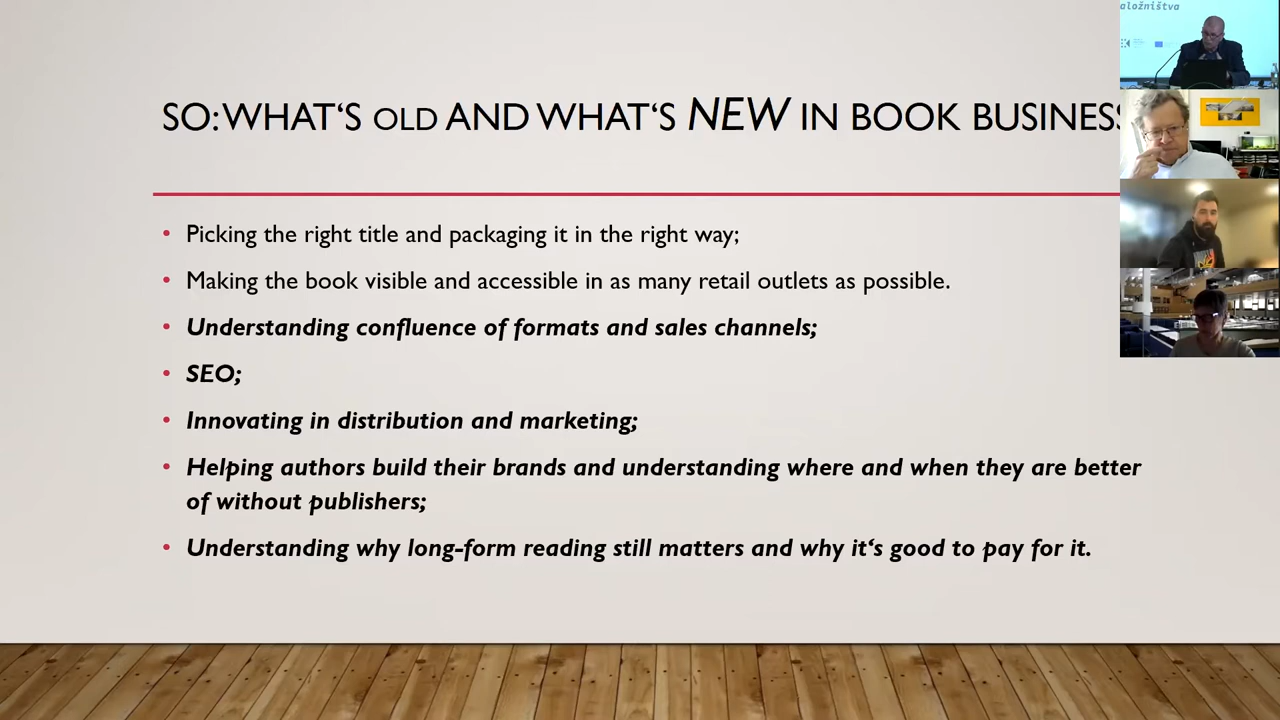 aložništva
SO: WHAT‘S OLD AND WHAT‘S NEW IN BOOK BUSINESS
• Picking the right title and packaging it in the right way;
• Making the book visible and accessible in as many retail outlets as possible.
• Understanding confluence of formats and sales channels;
• SEO;
• Innovating in distribution and marketing;
• Helping authors build their brands and understanding where and when they are better
of without publishers;
• Understanding why long-form reading still matters and why it‘s good to pay for it.